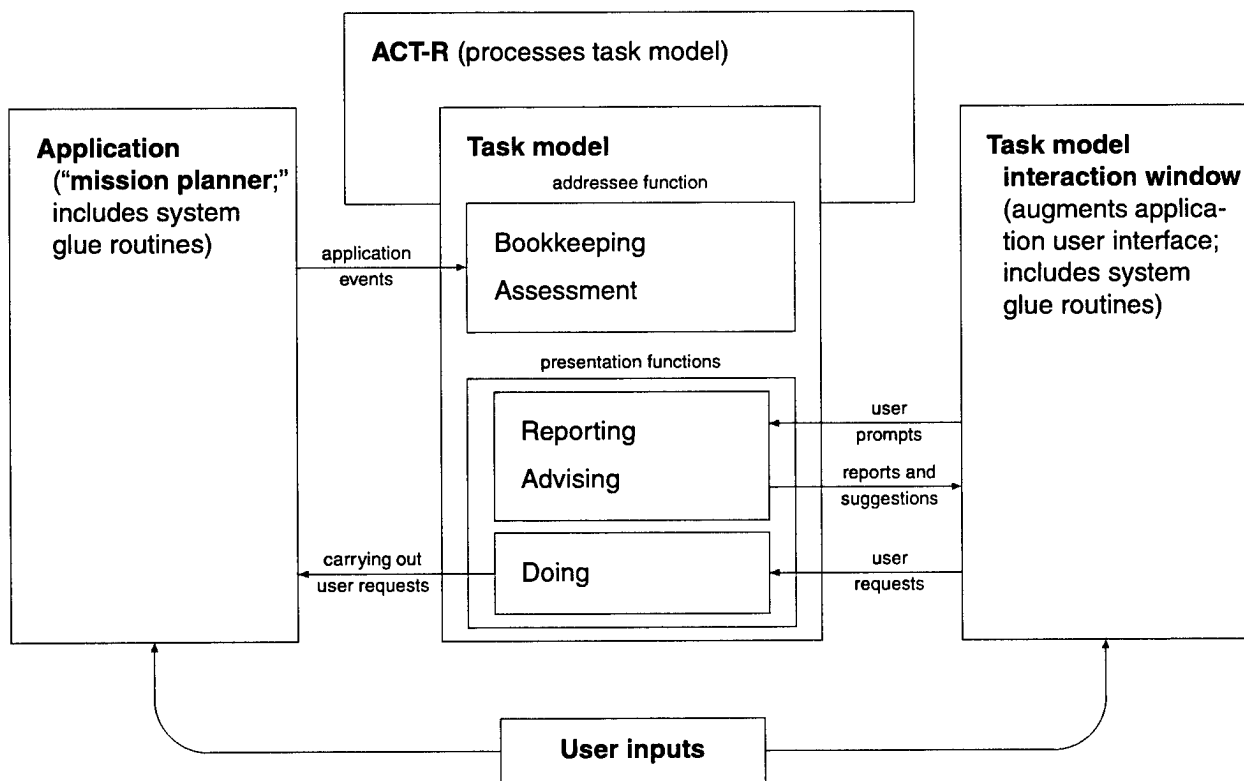 ACT-R (processes task model)
Application
(“mission planner;”
includes system
glue routines)
Task model
addressee function
Bookkeeping
Assessment
application
events
presentation functions
Reporting
Advising
Doing
carrying out
user requests
Task model
interaction window
(augments applica-
tion user interface;
includes system
glue routines)
user
prompts
reports and
suggestions
user
requests
User inputs